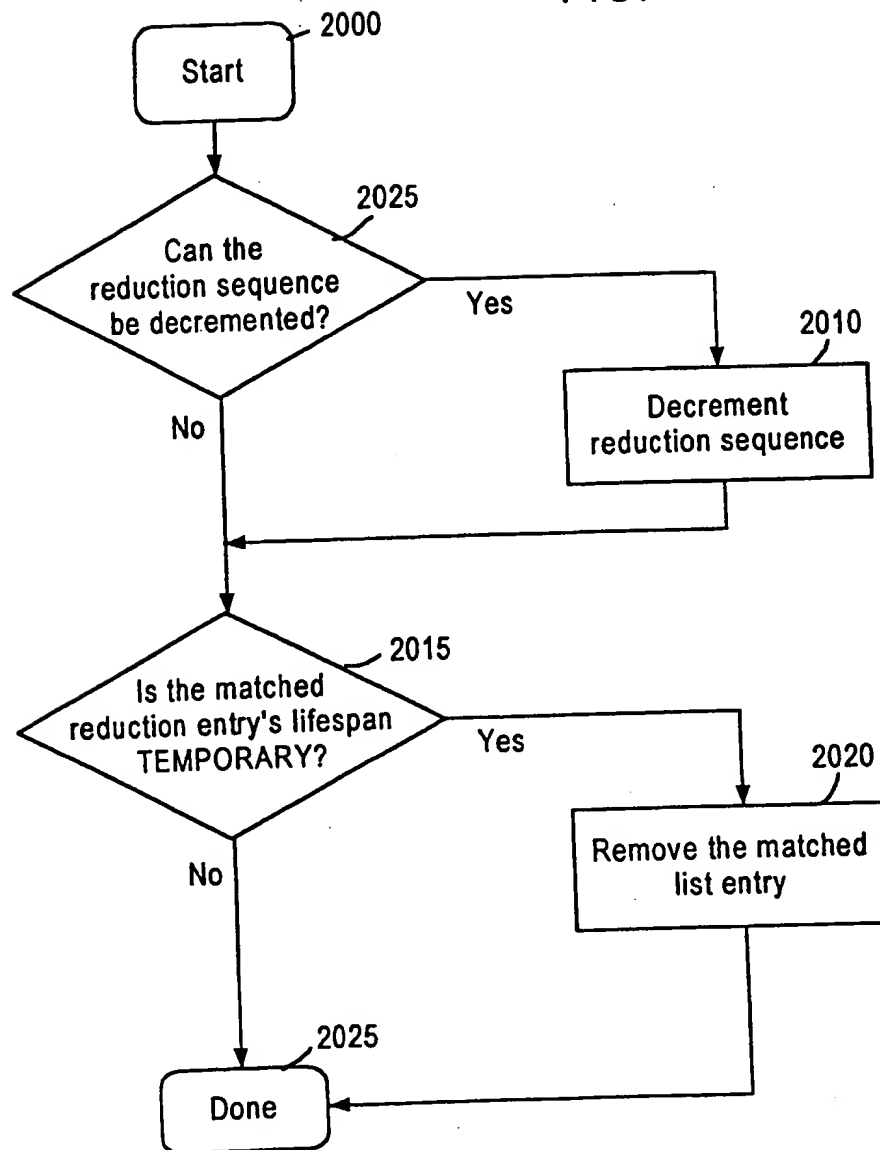 2000
Start
2025
Can the
reduction sequence
be decremented?
Yes
2010
Decrement
reduction sequence
No
2015
Is the matched
reduction entry's lifespan
TEMPORARY?
Yes
2020
Remove the matched
list entry
No
2025
Done